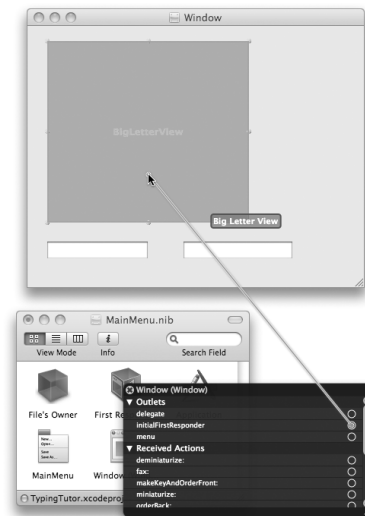 Window
BigLetterView
Big Letter View
MainMenu.nib
View Mode
Info
Search Field
File's Owner
First Re
MainMenu
Window
TypingTutor.xcodeproj
Window (Window)
Outlets
delegate
initialFirstResponder
menu
Received Actions
deminiaturize:
fax:
makeKeyAndOrderFront:
miniaturize:
orderBack: